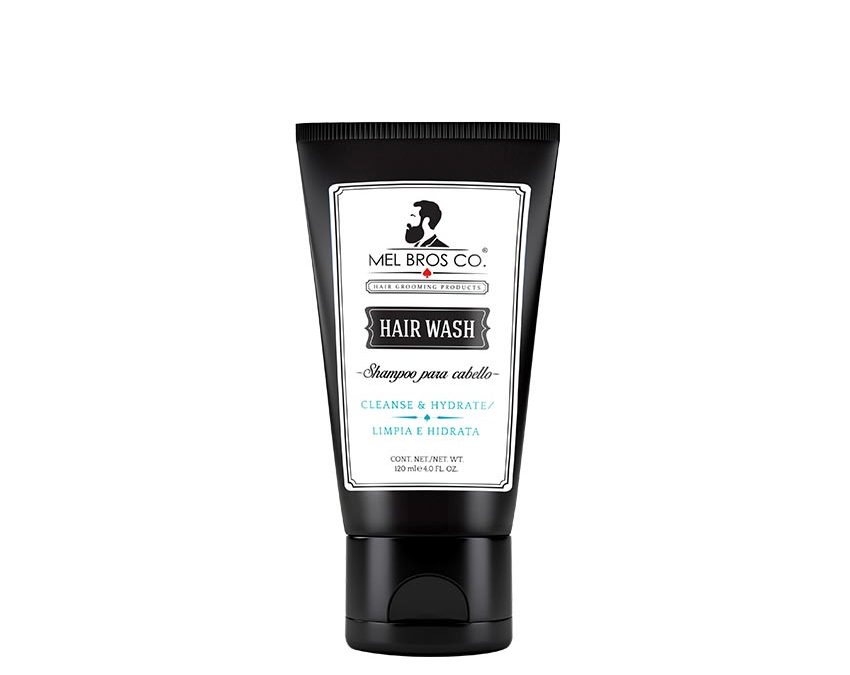 MEL BROS CO.®
HAIR GROOMING PRODUCTS
HAIR WASH
-Shampoo para cabello-
CLEANSE & HYDRATE/
LIMPIA E HIDRATA
CONT. NET./NET. WT.
120 ml e 4.0 FL. OZ.